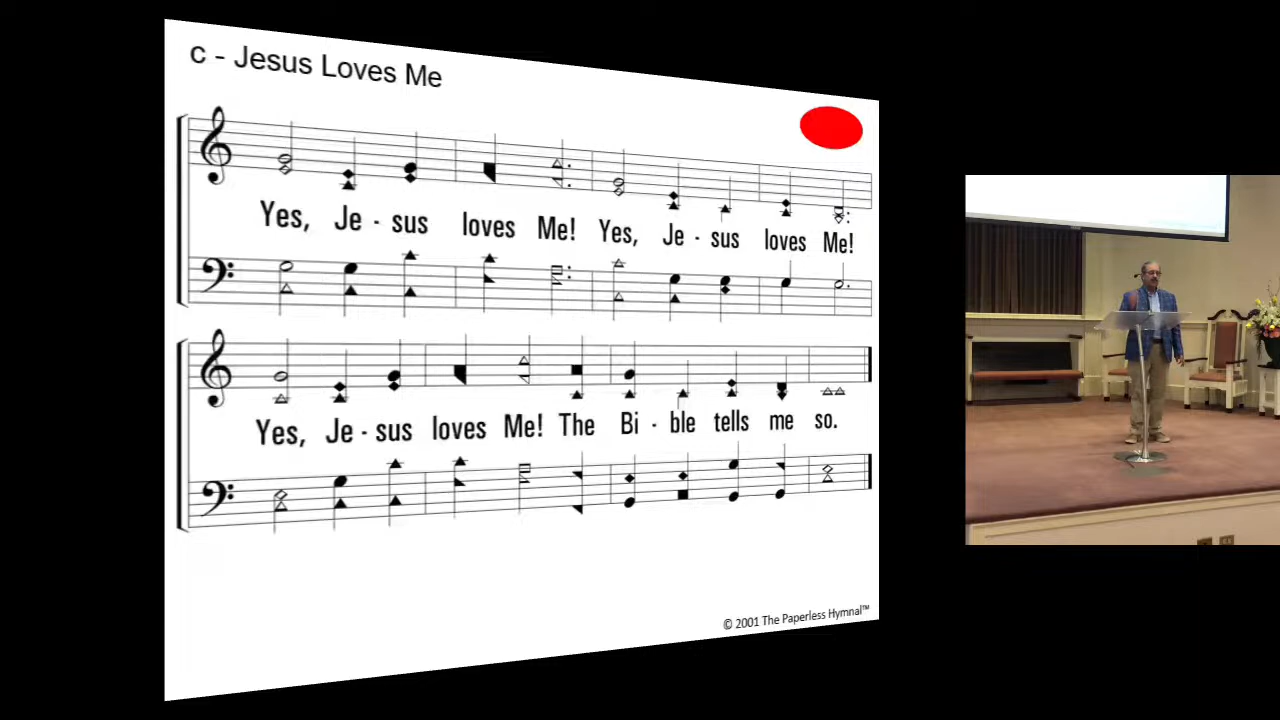 c - Jesus Loves Me
Yes, Je - sus loves Me! Yes, Je - sus loves Me!
Yes, Je - sus loves Me! The Bi - ble tells me so.
© 2001 The Paperless Hymnal™